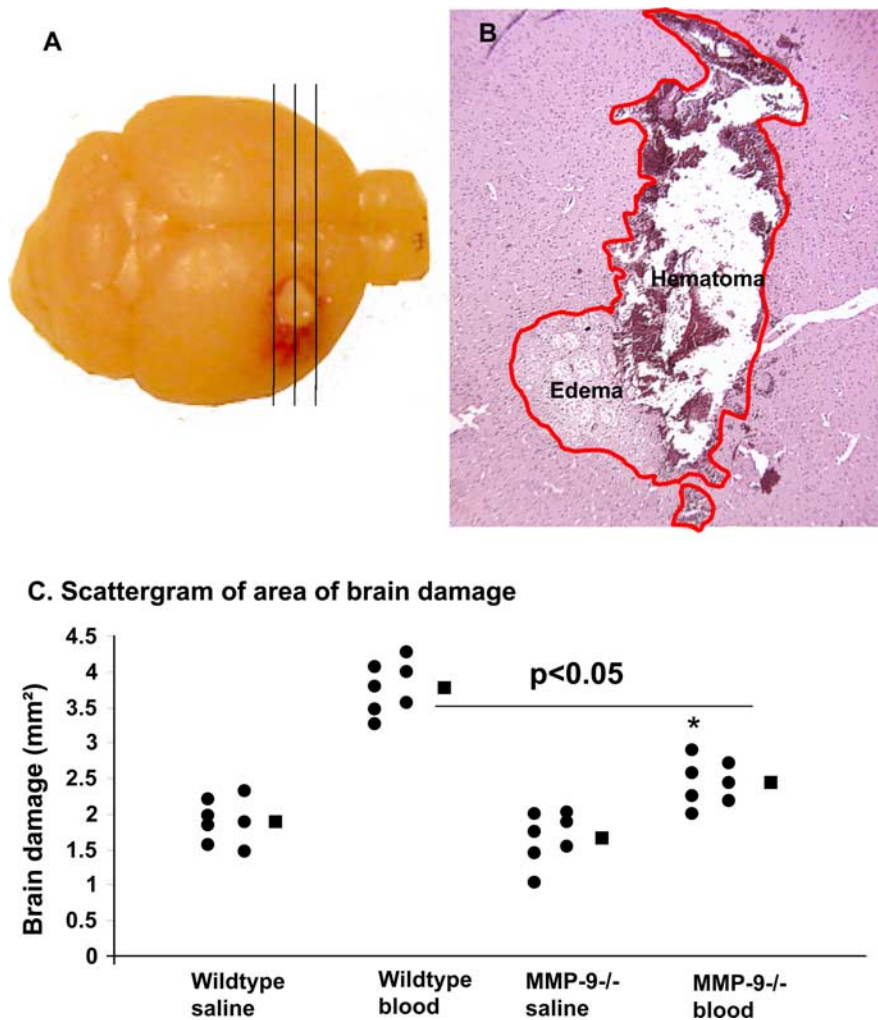 A
B
Hematoma
Edema
C. Scattergram of area of brain damage
Brain damage (mm²)
4.5
4
3.5
3
2.5
2
1.5
1
0.5
0
p<0.05
*
Wildtype saline
Wildtype blood
MMP-9-/- saline
MMP-9-/- blood